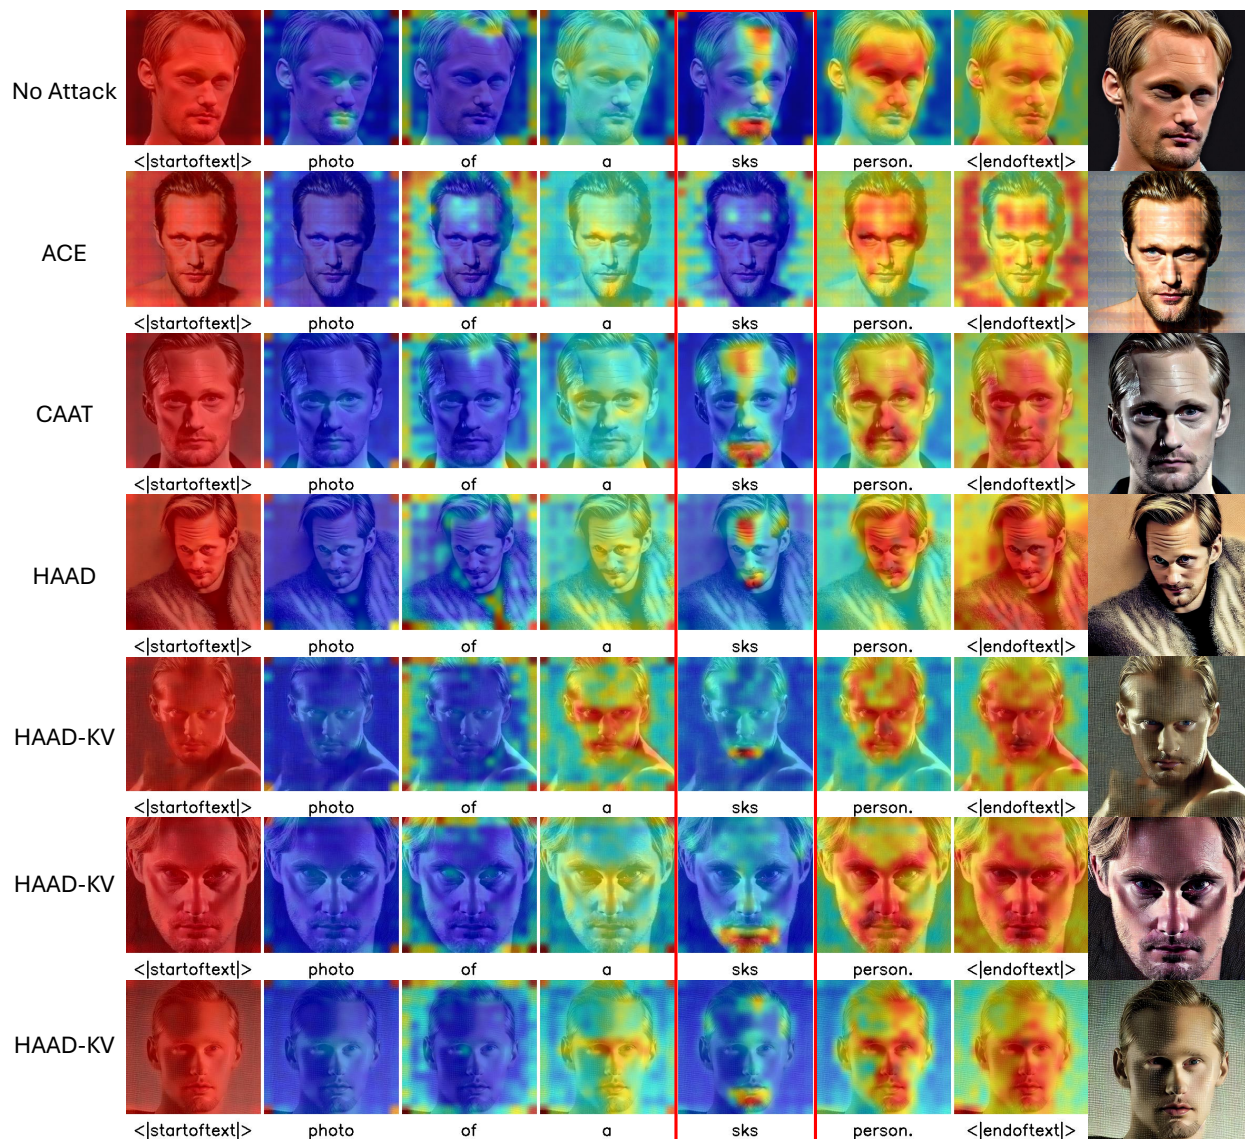 No Attack
<|startoftext|> photo of a sks person. <|endoftext|>
ACE
<|startoftext|> photo of a sks person. <|endoftext|>
CAAT
<|startoftext|> photo of a sks person. <|endoftext|>
HAAD
<|startoftext|> photo of a sks person. <|endoftext|>
HAAD-KV
<|startoftext|> photo of a sks person. <|endoftext|>
HAAD-KV
<|startoftext|> photo of a sks person. <|endoftext|>
HAAD-KV
<|startoftext|> photo of a sks person. <|endoftext|>